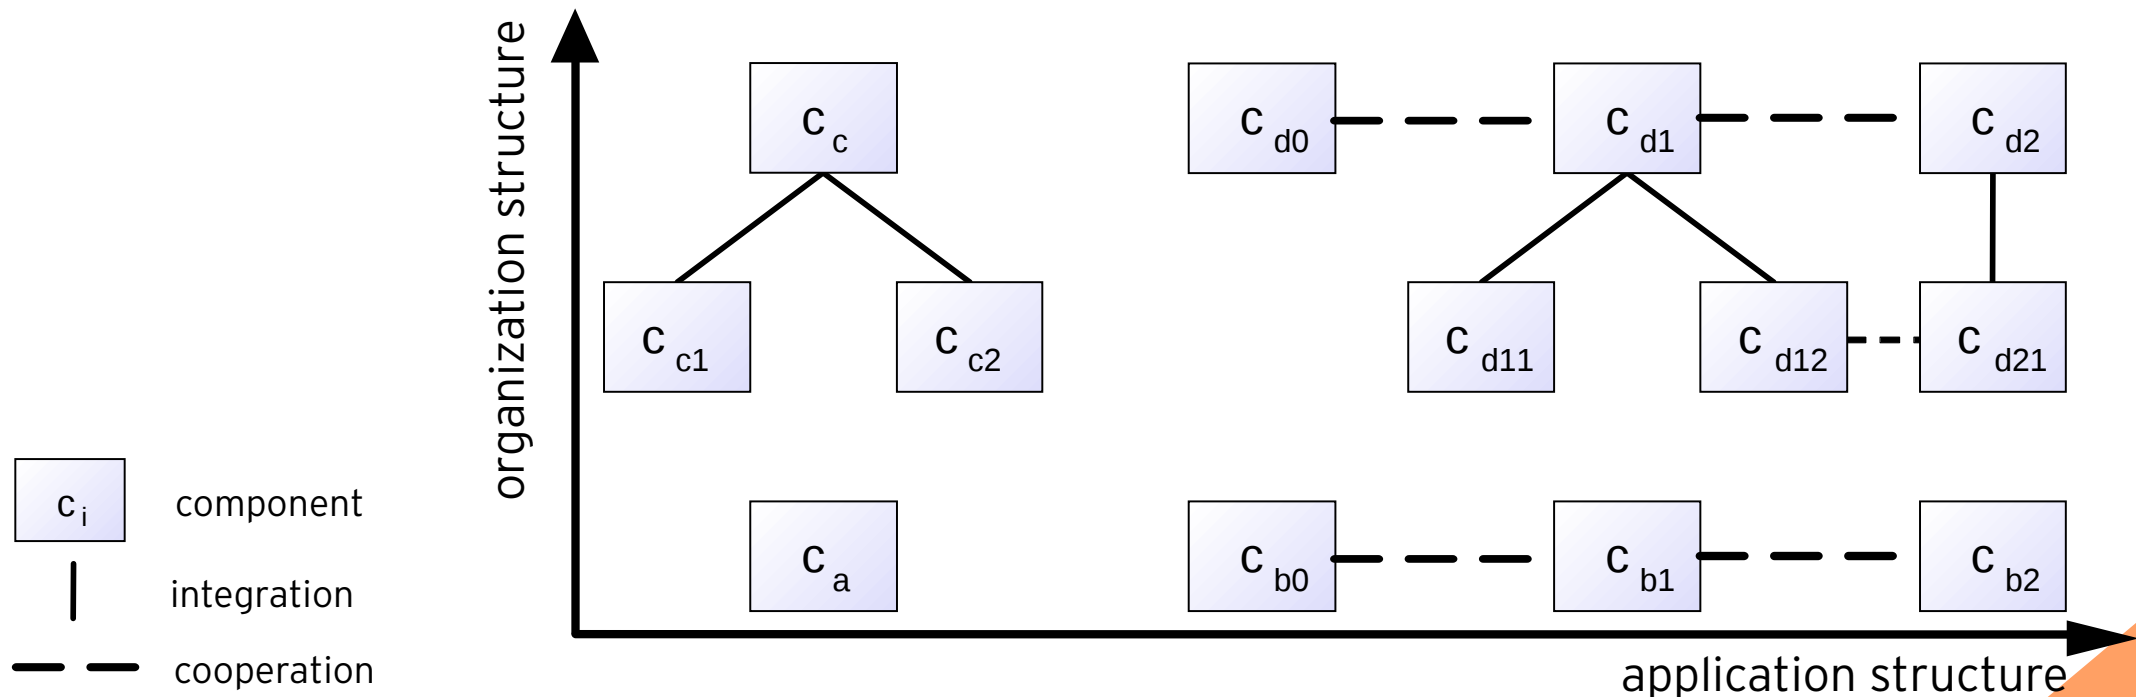 organization structure
c c
c d0
c d1
c d2
c c1
c c2
c d11
c d12
c d21
c i
component
integration
cooperation
c a
c b0
c b1
c b2
application structure